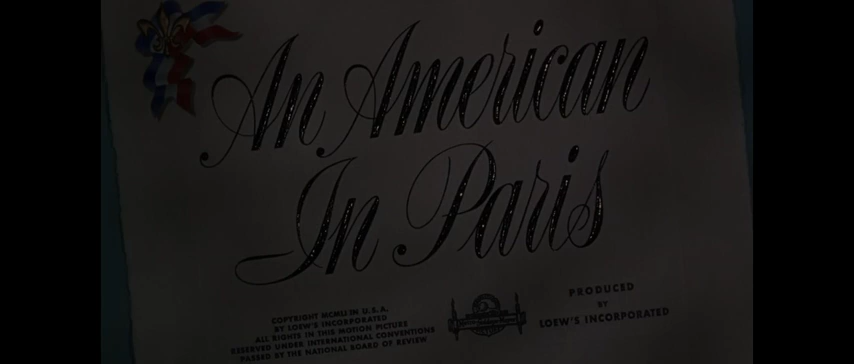 An American
In Paris
COPYRIGHT MCMLI IN U.S.A.
BY LOEW'S INCORPORATED
ALL RIGHTS IN THIS MOTION PICTURE
RESERVED UNDER INTERNATIONAL CONVENTIONS
PASSED BY THE NATIONAL BOARD OF REVIEW
PRODUCED
BY
LOEW'S INCORPORATED